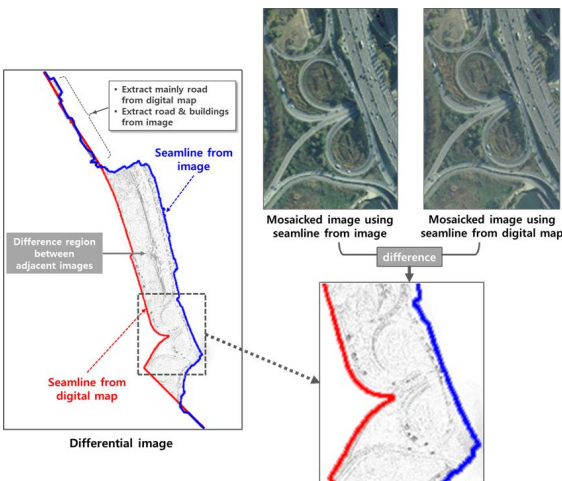 • Extract mainly road
from digital map
• Extract road & buildings
from image
Seamline from
image
Difference region
between
adjacent images
Seamline from
digital map
Differential image
Mosaicked image using
seamline from image
Mosaicked image using
seamline from digital map
difference